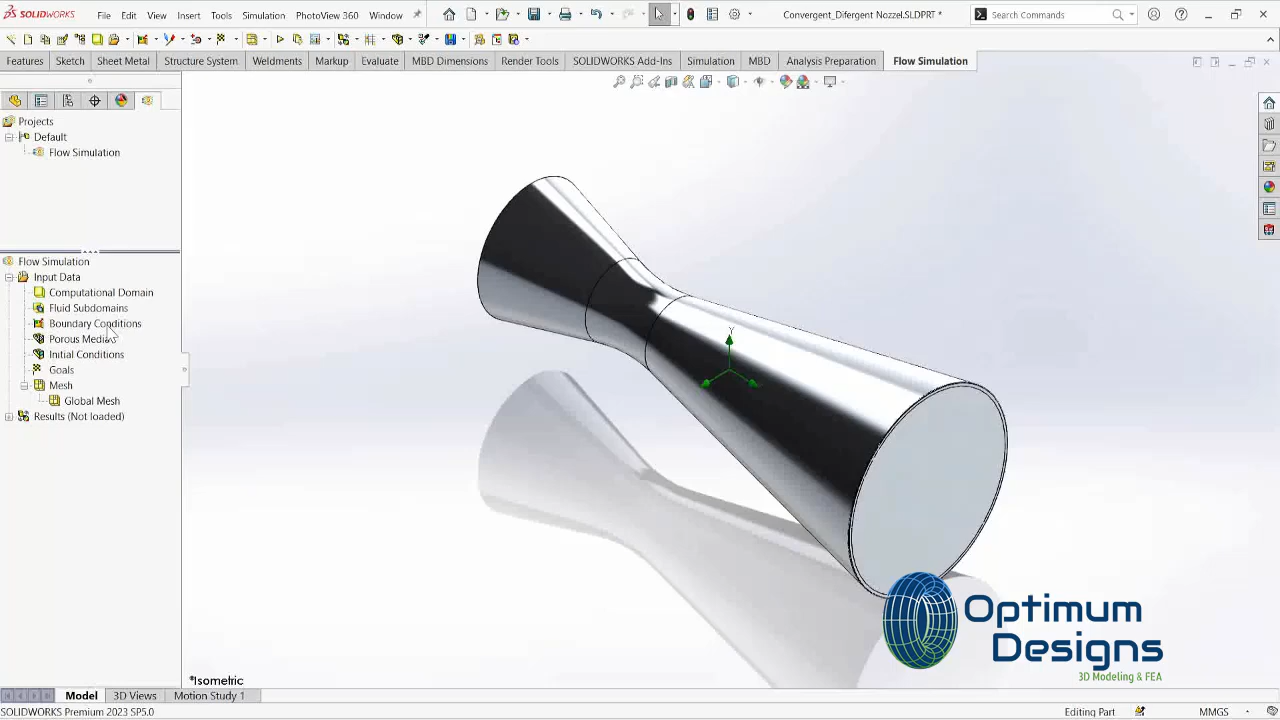 SOLIDWORKS File Edit View Insert Tools Simulation PhotoView 360 Window Convergent_Difergent Nozzel.SLDPRT * Search Commands
Features Sketch Sheet Metal Structure System Weldments Markup Evaluate MBD Dimensions Render Tools SOLIDWORKS Add-Ins Simulation MBD Analysis Preparation Flow Simulation
Projects
Default
Flow Simulation
Flow Simulation
Input Data
Computational Domain
Fluid Subdomains
Boundary Conditions
Porous Medias
Initial Conditions
Goals
Mesh
Global Mesh
Results (Not loaded)
Y
Optimum
Designs
3D Modeling & FEA
*Isometric
Model 3D Views Motion Study 1
SOLIDWORKS Premium 2023 SP5.0 Editing Part MMGS